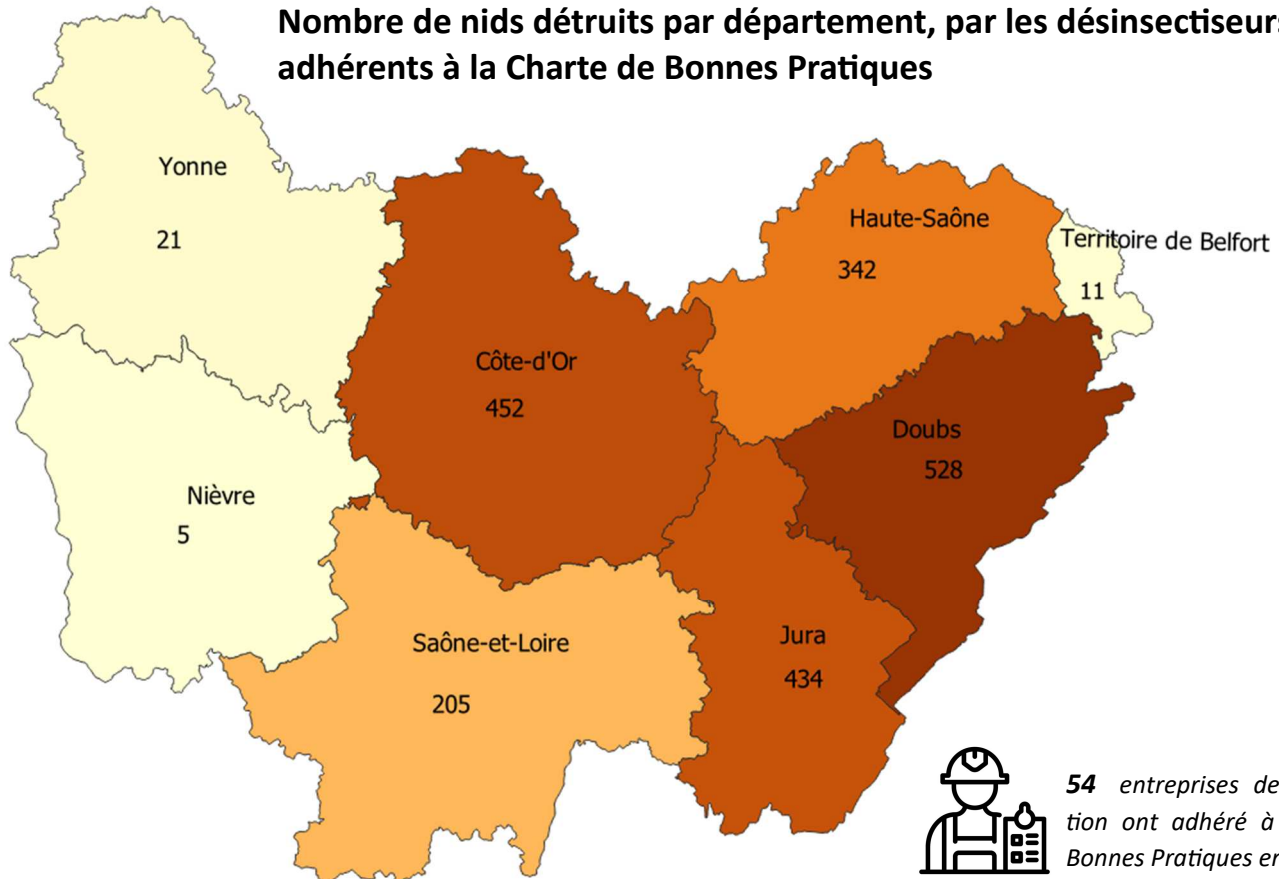 Nombre de nids détruits par département, par les désinsectiseurs
adhérents à la Charte de Bonnes Pratiques
Yonne
21
Haute-Saône
342
Territoire de Belfort
11
Côte-d'Or
452
Doubs
528
Nièvre
5
Saône-et-Loire
205
Jura
434
54 entreprises de
tion ont adhéré à
Bonnes Pratiques